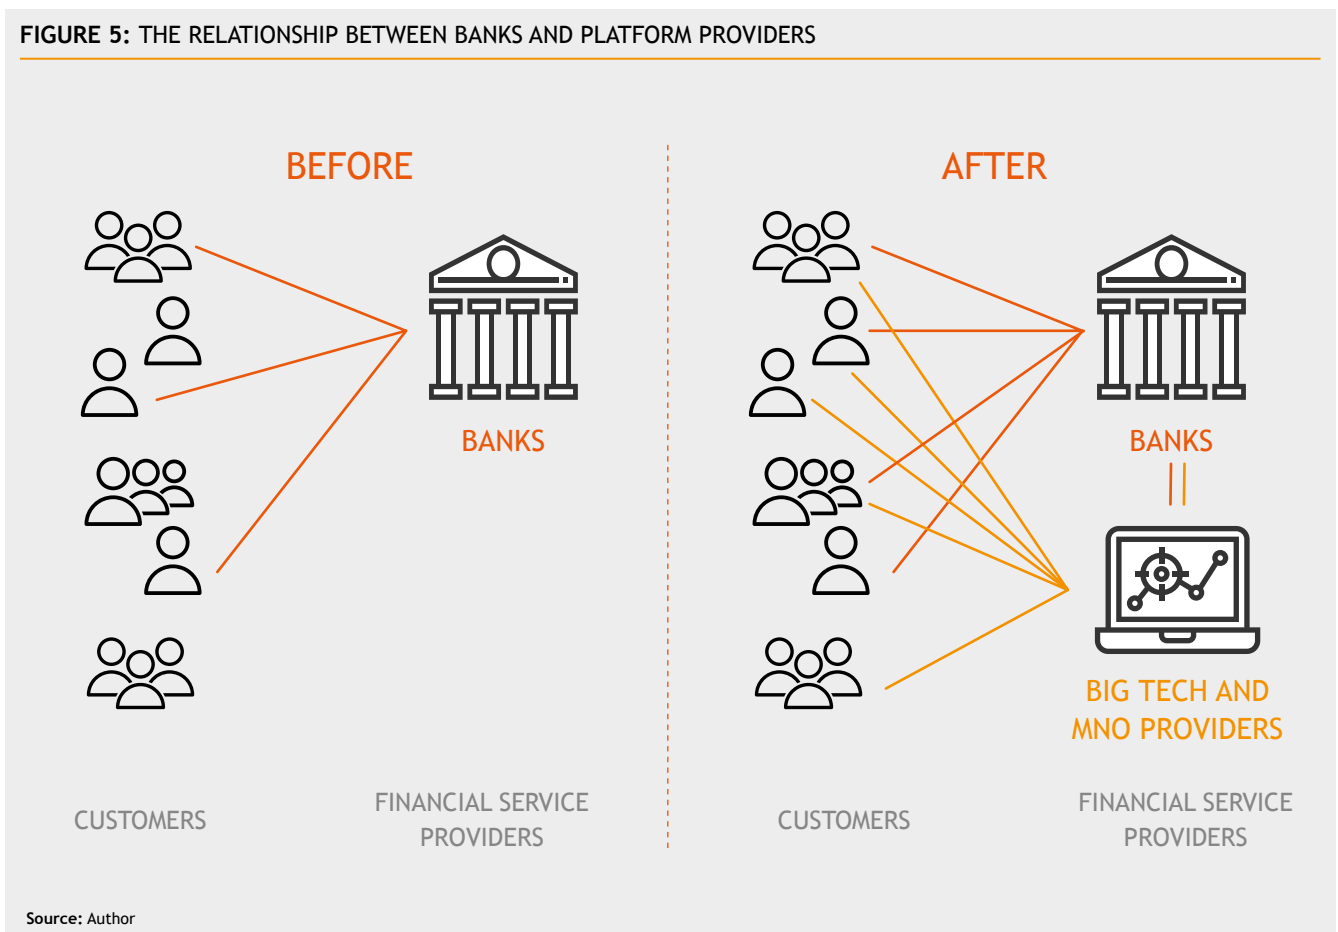 FIGURE 5: THE RELATIONSHIP BETWEEN BANKS AND PLATFORM PROVIDERS
BEFORE
BANKS
CUSTOMERS
FINANCIAL SERVICE
PROVIDERS
AFTER
BANKS
BIG TECH AND
MNO PROVIDERS
CUSTOMERS
FINANCIAL SERVICE
PROVIDERS
Source: Author